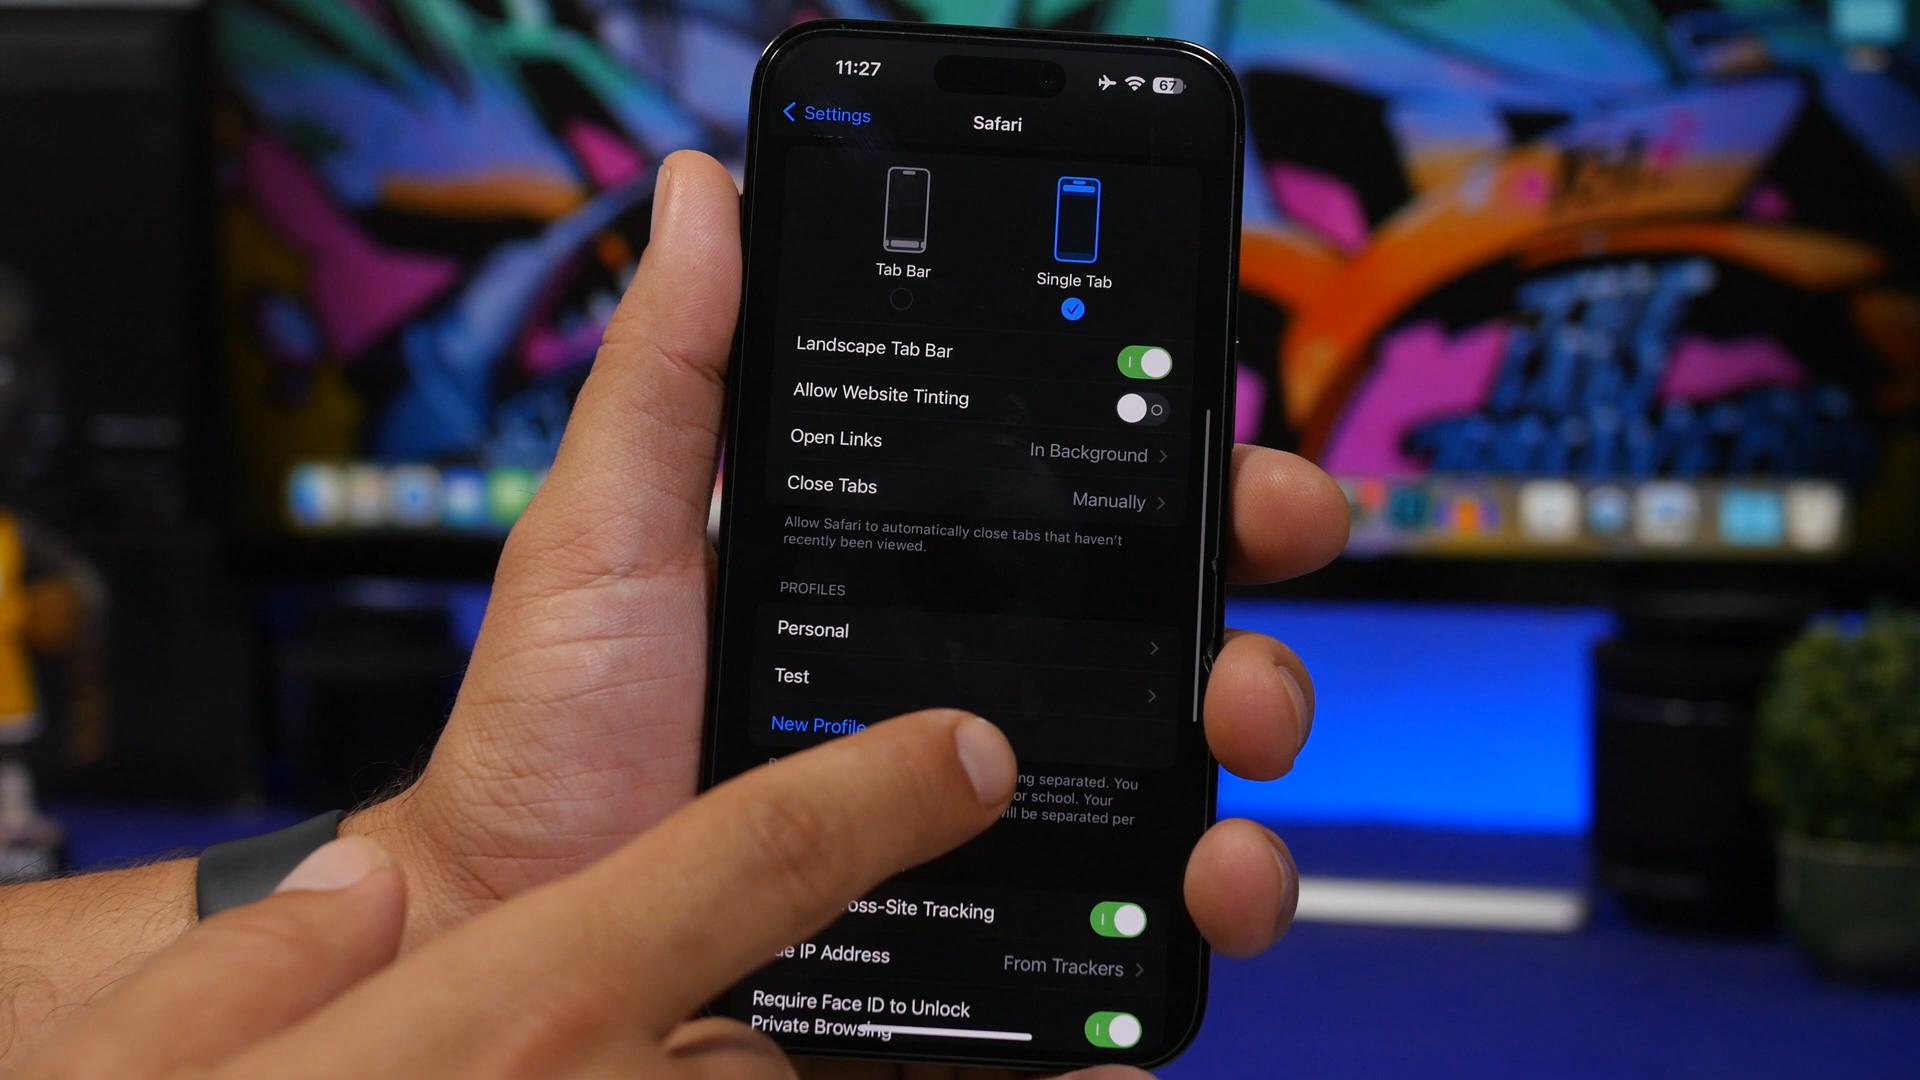 11:27
67
Settings
Safari
Tab Bar
Single Tab
Landscape Tab Bar
Allow Website Tinting
Open Links
In Background
Close Tabs
Manually
Allow Safari to automatically close tabs that haven't
recently been viewed.
PROFILES
Personal
Test
New Profile
ng separated. You
or school. Your
will be separated per
oss-Site Tracking
e IP Address
From Trackers
Require Face ID to Unlock
Private Browsing